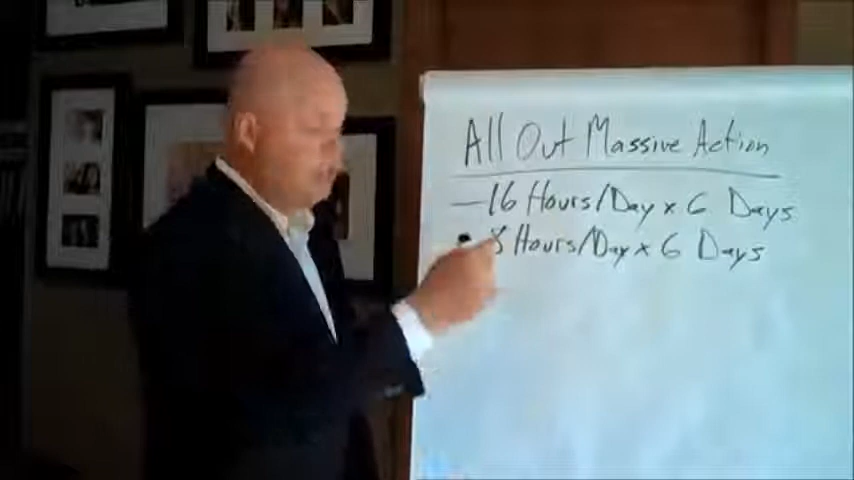 All Out Massive Action
— 16 Hours/Day x 6 Days
8 Hours/Day x 6 Days